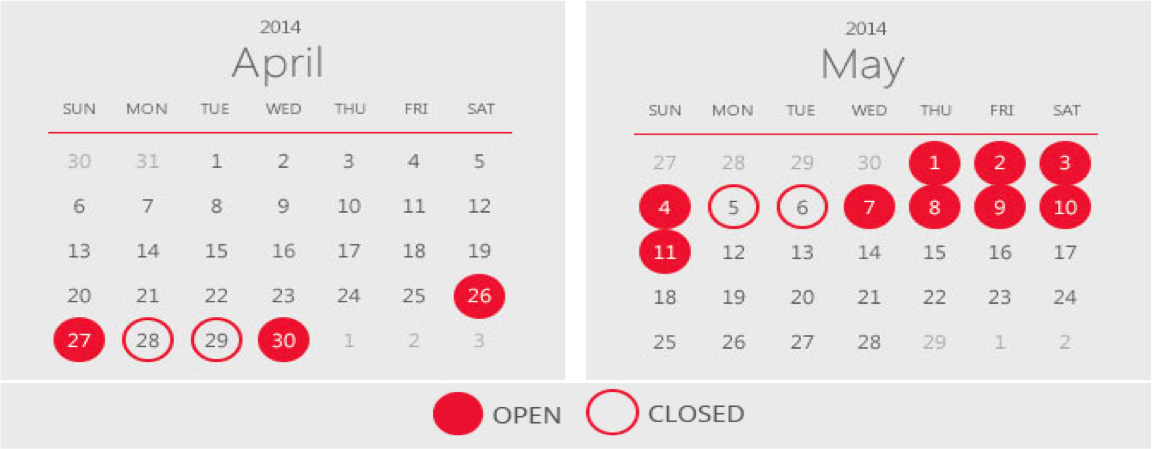 2014
April
SUN MON TUE WED THU FRI SAT
30 31 1 2 3 4 5
6 7 8 9 10 11 12
13 14 15 16 17 18 19
20 21 22 23 24 25 26
27 28 29 30 1 2 3
2014
May
SUN MON TUE WED THU FRI SAT
27 28 29 30 1 2 3
4 5 6 7 8 9 10
11 12 13 14 15 16 17
18 19 20 21 22 23 24
25 26 27 28 29 1 2
OPEN CLOSED